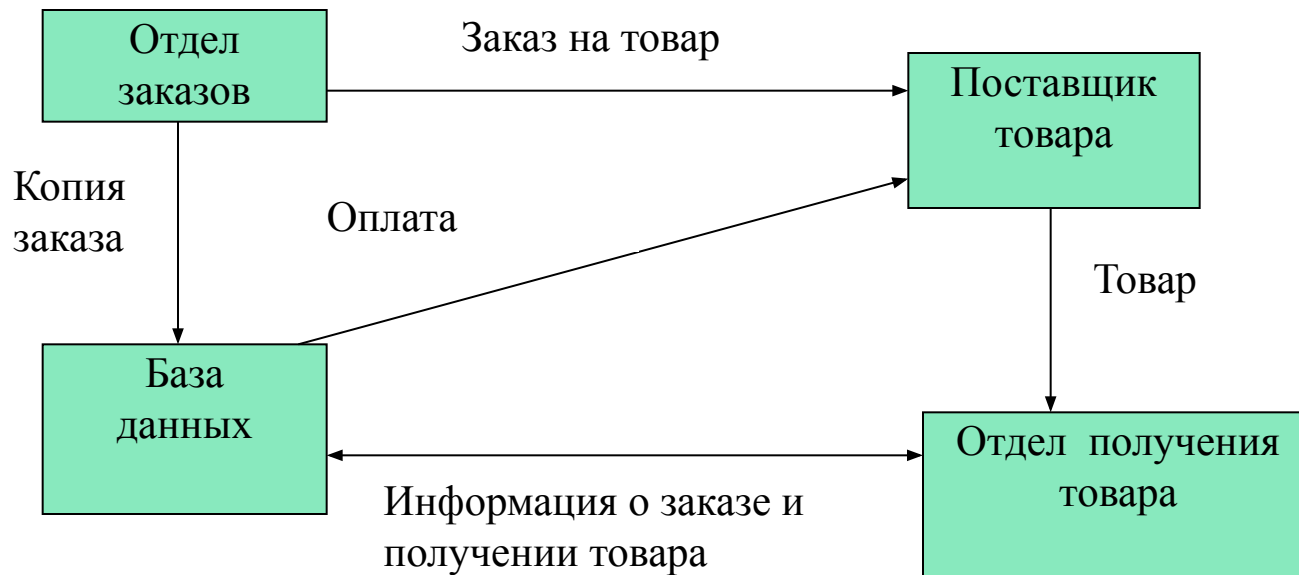 Отдел
заказов
Заказ на товар
Поставщик
товара
Копия
заказа
Оплата
Товар
База
данных
Отдел получения
товара
Информация о заказе и
получении товара